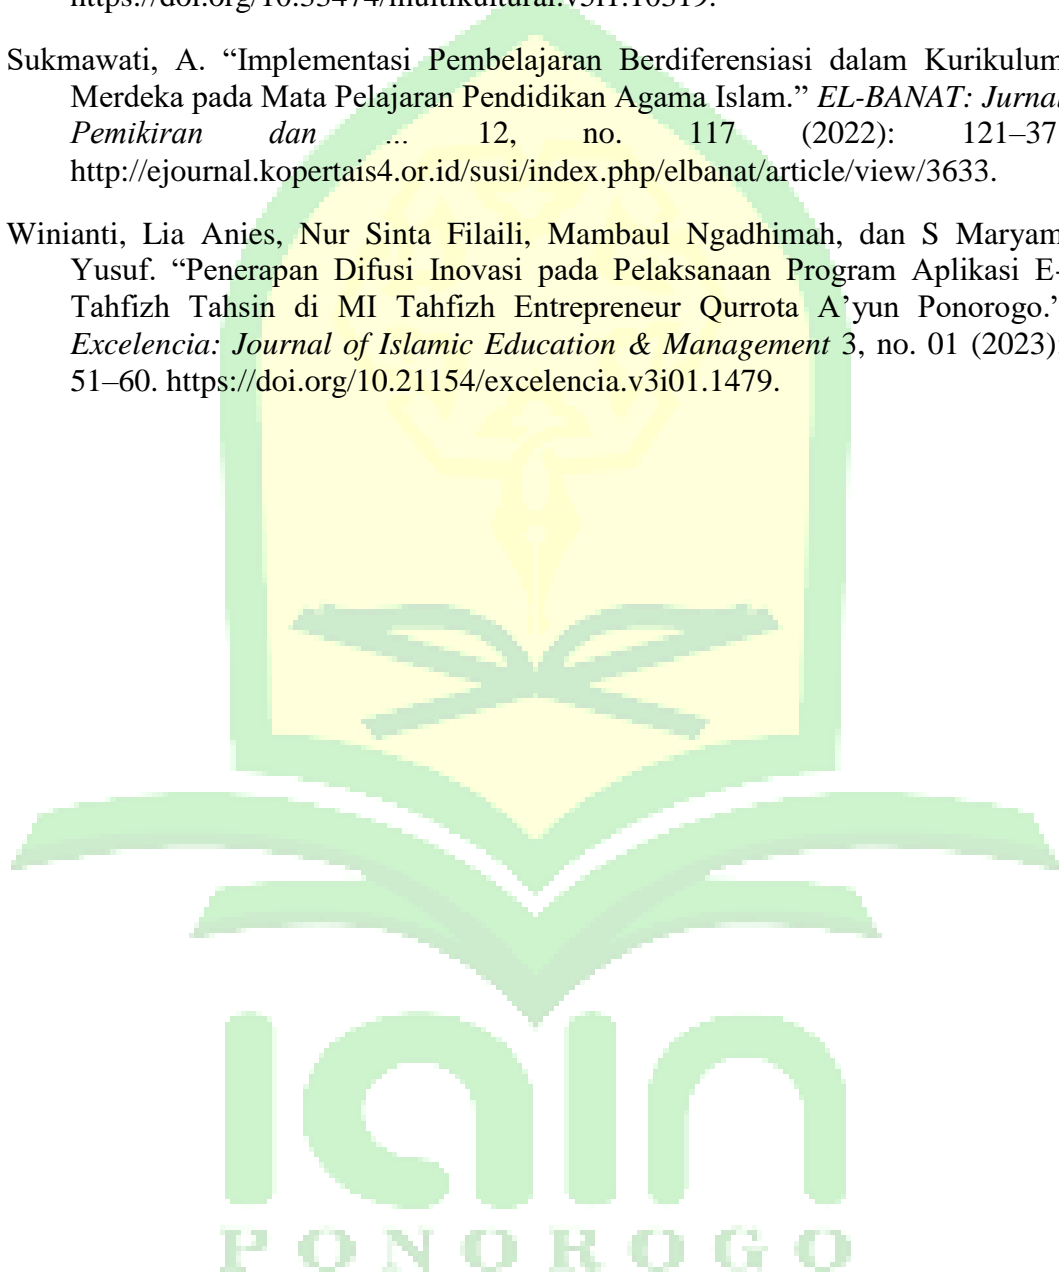 https://doi.org/10.33474/multikultural.v3i1.10319.
Sukmawati, A. “Implementasi Pembelajaran Berdiferensiasi dalam Kurikulum
Merdeka pada Mata Pelajaran Pendidikan Agama Islam.” EL-BANAT: Jurnal
Pemikiran dan ... 12, no. 117 (2022): 121–37
http://ejournal.kopertais4.or.id/susi/index.php/elbanat/article/view/3633.
Winianti, Lia Anies, Nur Sinta Filaili, Mambaul Ngadhimah, dan S Maryam
Yusuf. “Penerapan Difusi Inovasi pada Pelaksanaan Program Aplikasi E-
Tahfizh Tahsin di MI Tahfizh Entrepreneur Qurrota A’yun Ponorogo.”
Excelencia: Journal of Islamic Education & Management 3, no. 01 (2023):
51–60. https://doi.org/10.21154/excelencia.v3i01.1479.
iain
PONOROGO